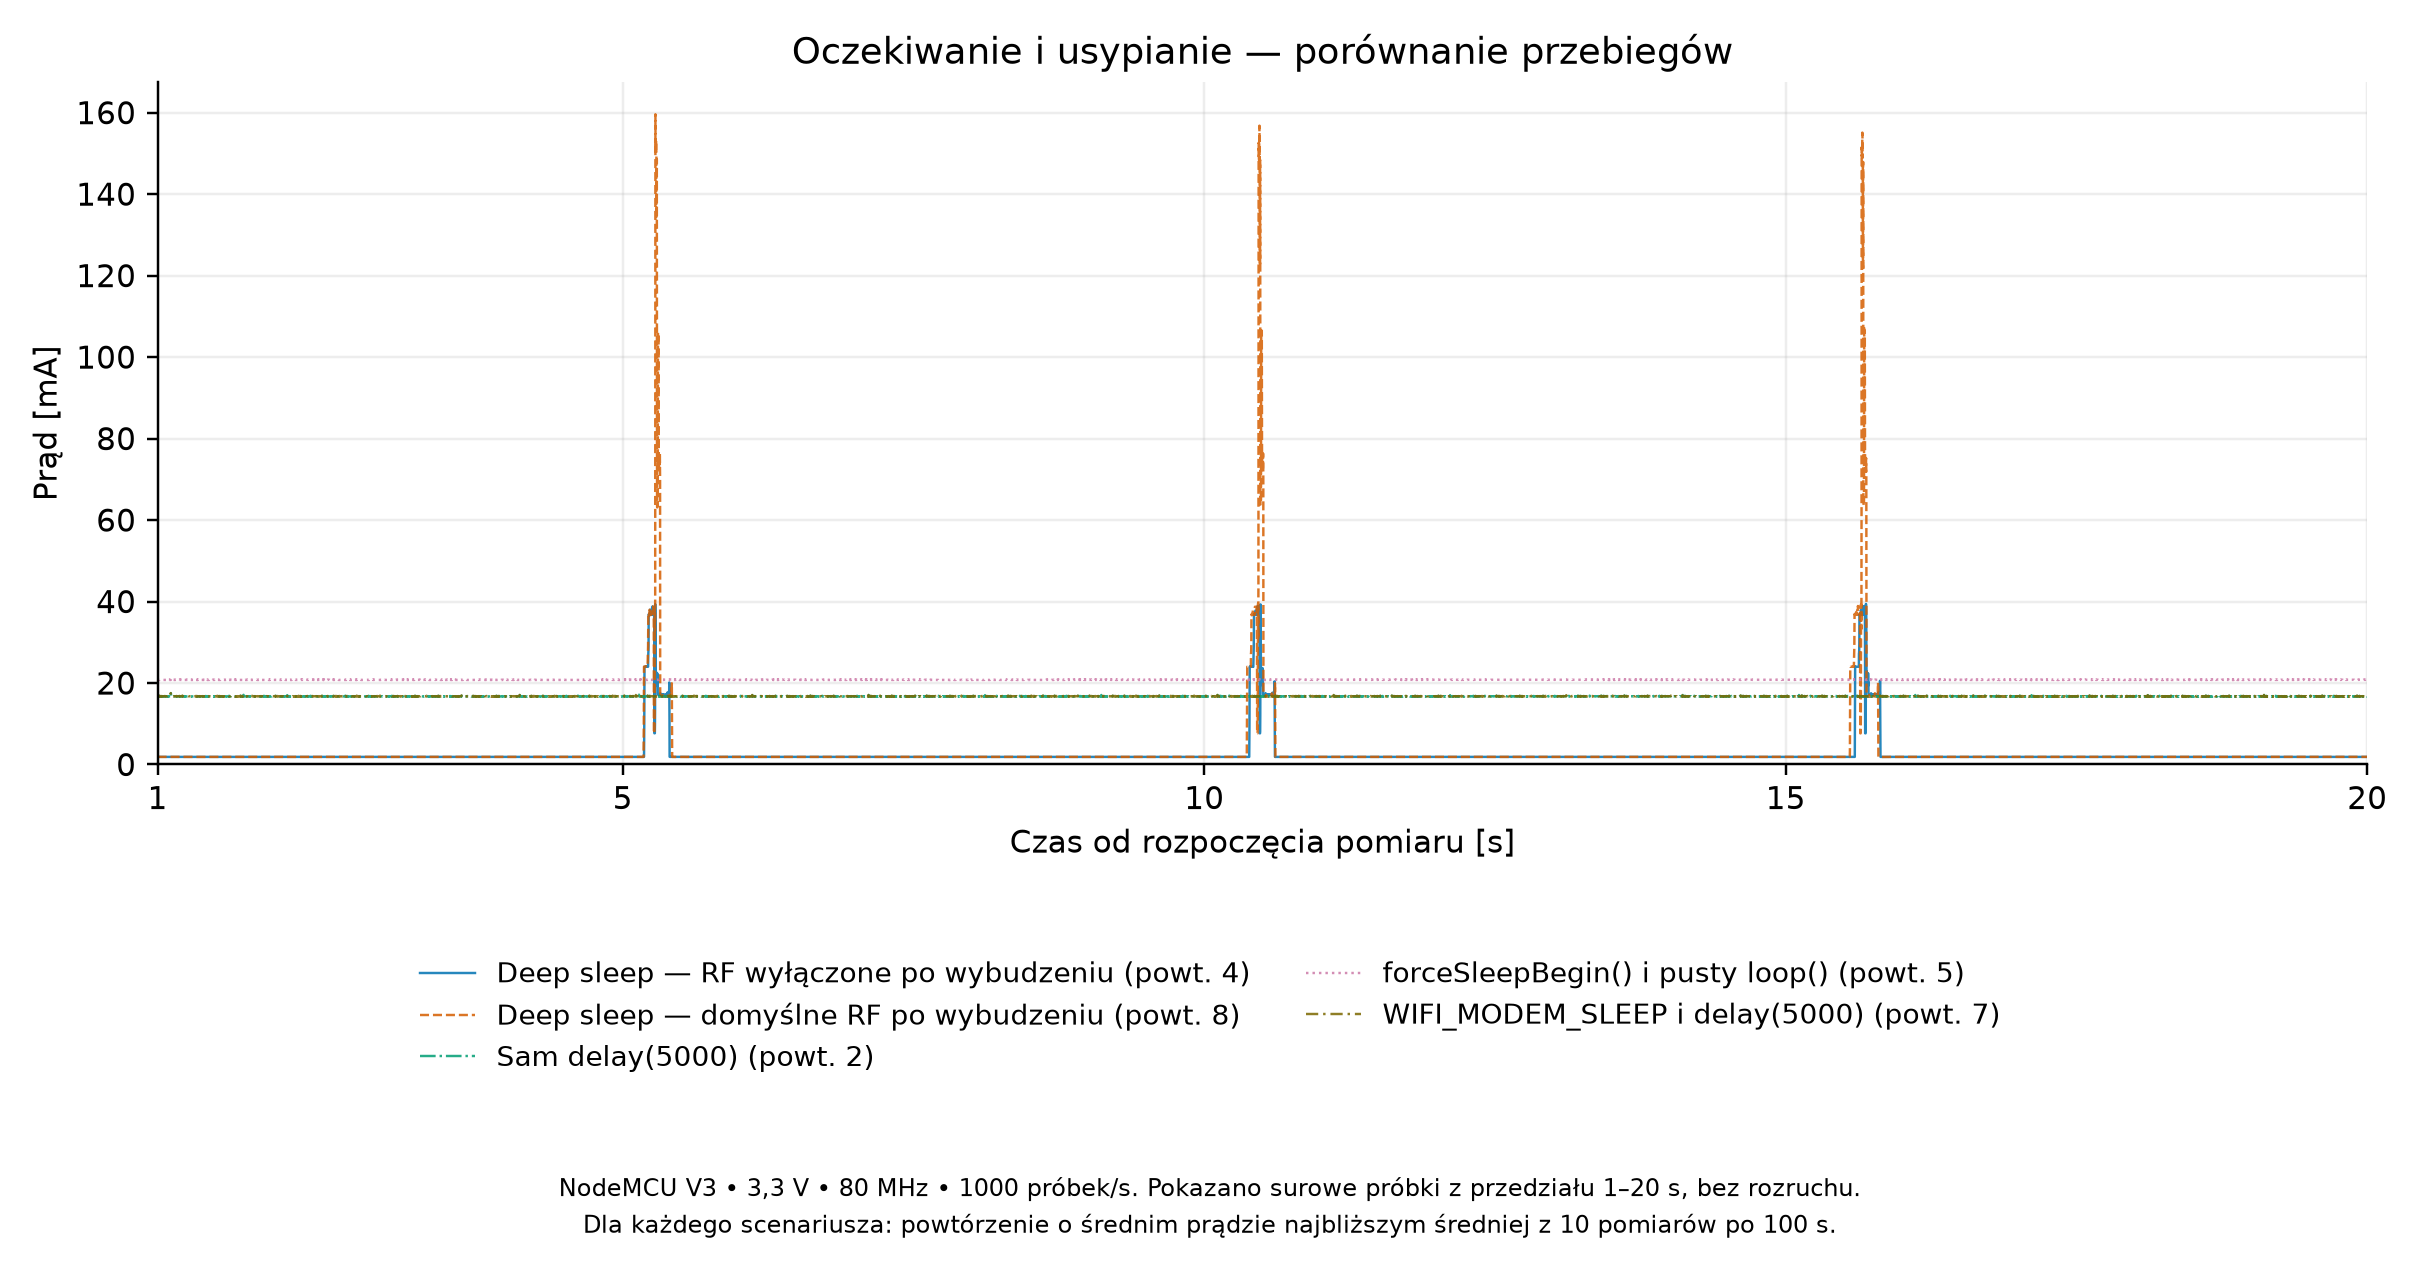 Oczekiwanie i usypianie — porównanie przebiegów
Prąd [mA]
160
140
120
100
80
60
40
20
0
1
5
10
15
20
Czas od rozpoczęcia pomiaru [s]
Deep sleep — RF wyłączone po wybudzeniu (powt. 4)
Deep sleep — domyślne RF po wybudzeniu (powt. 8)
Sam delay(5000) (powt. 2)
forceSleepBegin() i pusty loop() (powt. 5)
WIFI_MODEM_SLEEP i delay(5000) (powt. 7)
NodeMCU V3 • 3,3 V • 80 MHz • 1000 próbek/s. Pokazano surowe próbki z przedziału 1–20 s, bez rozruchu.
Dla każdego scenariusza: powtórzenie o średnim prądzie najbliższym średniej z 10 pomiarów po 100 s.